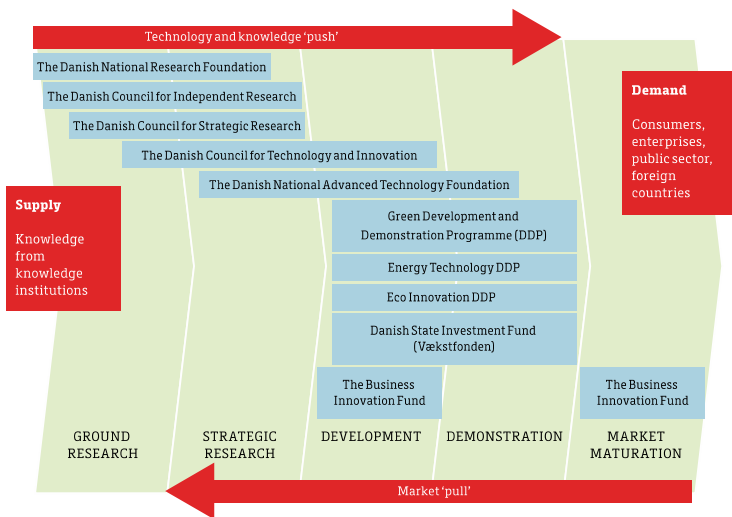 Technology and knowledge ‘push’
The Danish National Research Foundation
The Danish Council for Independent Research
The Danish Council for Strategic Research
The Danish Council for Technology and Innovation
The Danish National Advanced Technology Foundation
Demand
Consumers,
enterprises,
public sector,
foreign
countries
Supply
Knowledge
from
knowledge
institutions
Green Development and
Demonstration Programme (DDP)
Energy Technology DDP
Eco Innovation DDP
Danish State Investment Fund
(Vækstfonden)
The Business
Innovation Fund
The Business
Innovation Fund
GROUND
RESEARCH
STRATEGIC
RESEARCH
DEVELOPMENT
DEMONSTRATION
MARKET
MATURATION
Market ‘pull’